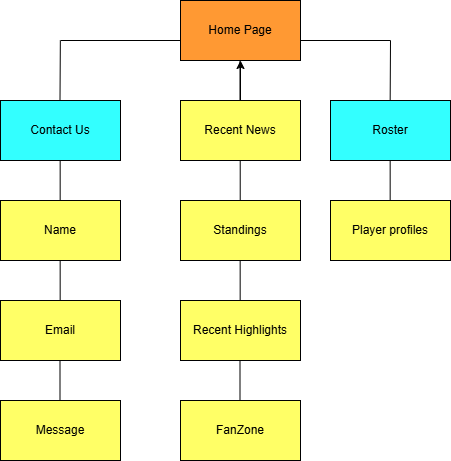 Home Page
Contact Us
Recent News
Roster
Name
Standings
Player profiles
Email
Recent Highlights
Message
FanZone